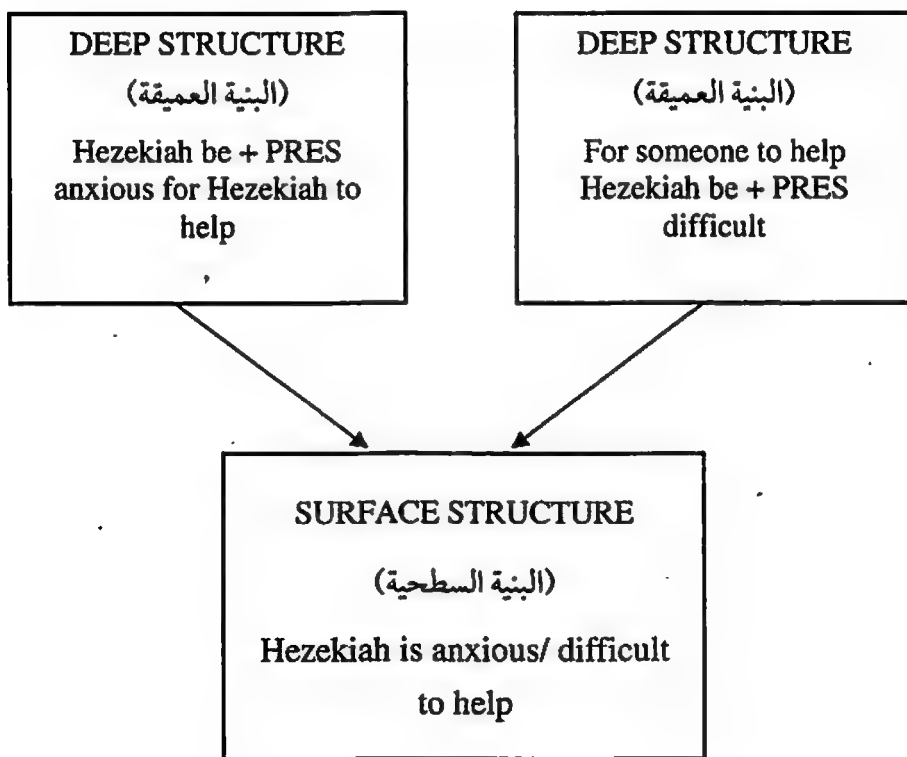 DEEP STRUCTURE
(البنية العميقة)
Hezekiah be + PRES
anxious for Hezekiah to
help
DEEP STRUCTURE
(البنية العميقة)
For someone to help
Hezekiah be + PRES
difficult
SURFACE STRUCTURE
(البنية السطحية)
Hezekiah is anxious/ difficult
to help